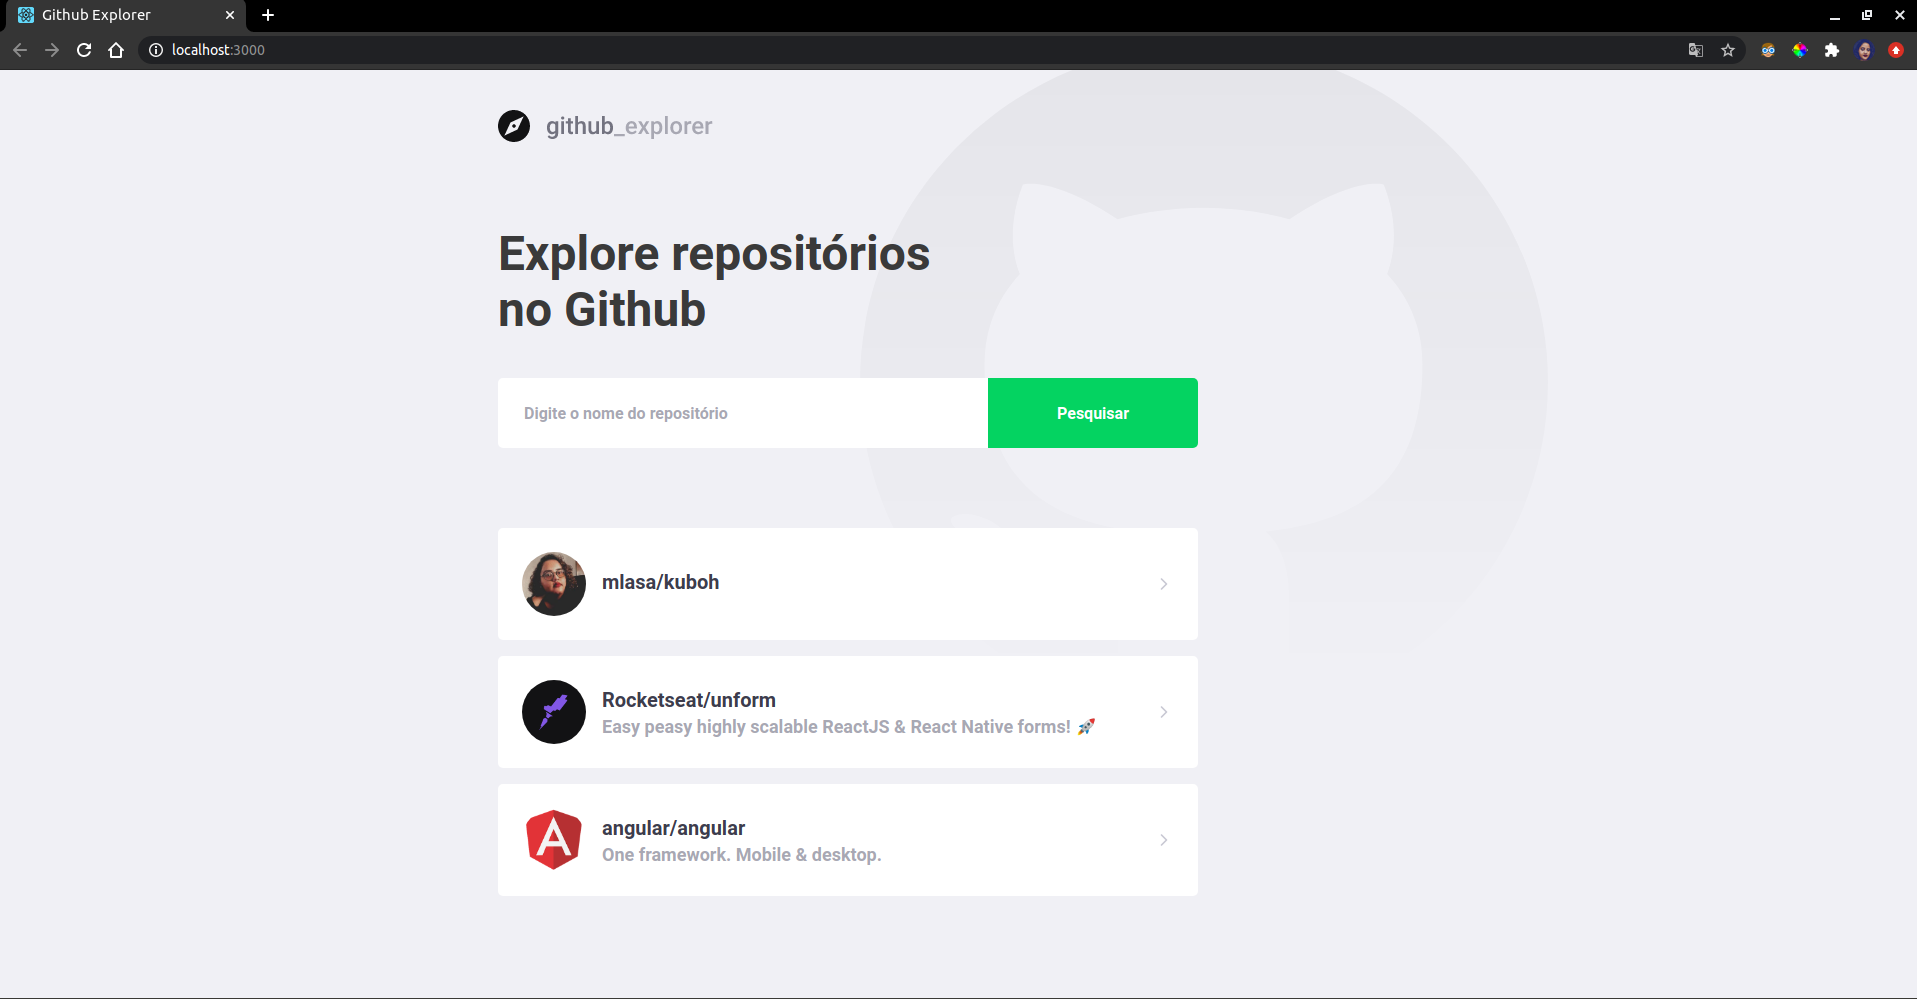 Github Explorer
localhost:3000
github_explorer
Explore repositórios
no Github
Digite o nome do repositório
Pesquisar
mlasa/kuboh
Rocketseat/unform
Easy peasy highly scalable ReactJS & React Native forms! 🚀
angular/angular
One framework. Mobile & desktop.